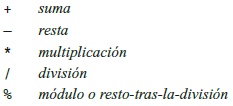 + suma
– resta
* multiplicación
/ división
% módulo o resto-tras-la-división